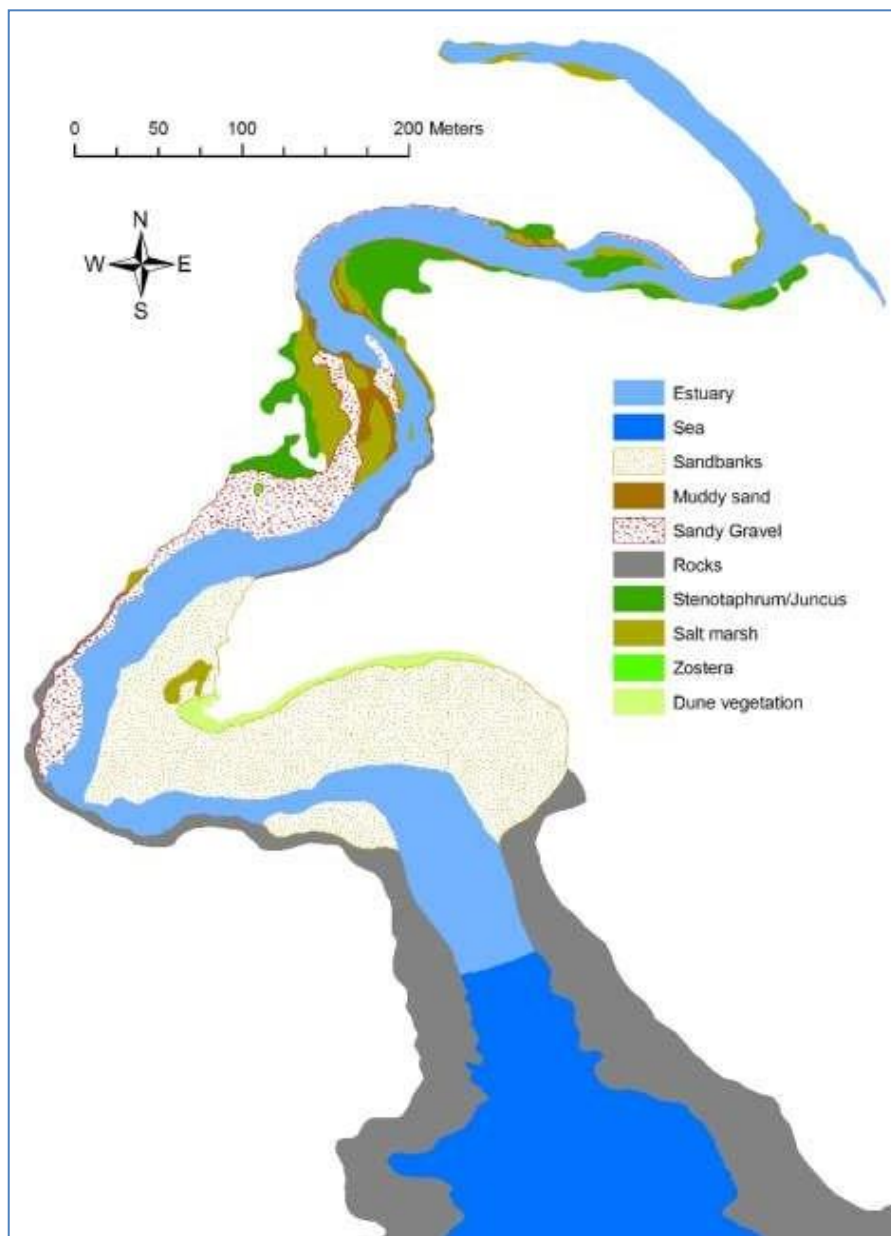 0 50 100 200 Meters
N
W E
S
Estuary
Sea
Sandbanks
Muddy sand
Sandy Gravel
Rocks
Stenotaphrum/Juncus
Salt marsh
Zostera
Dune vegetation